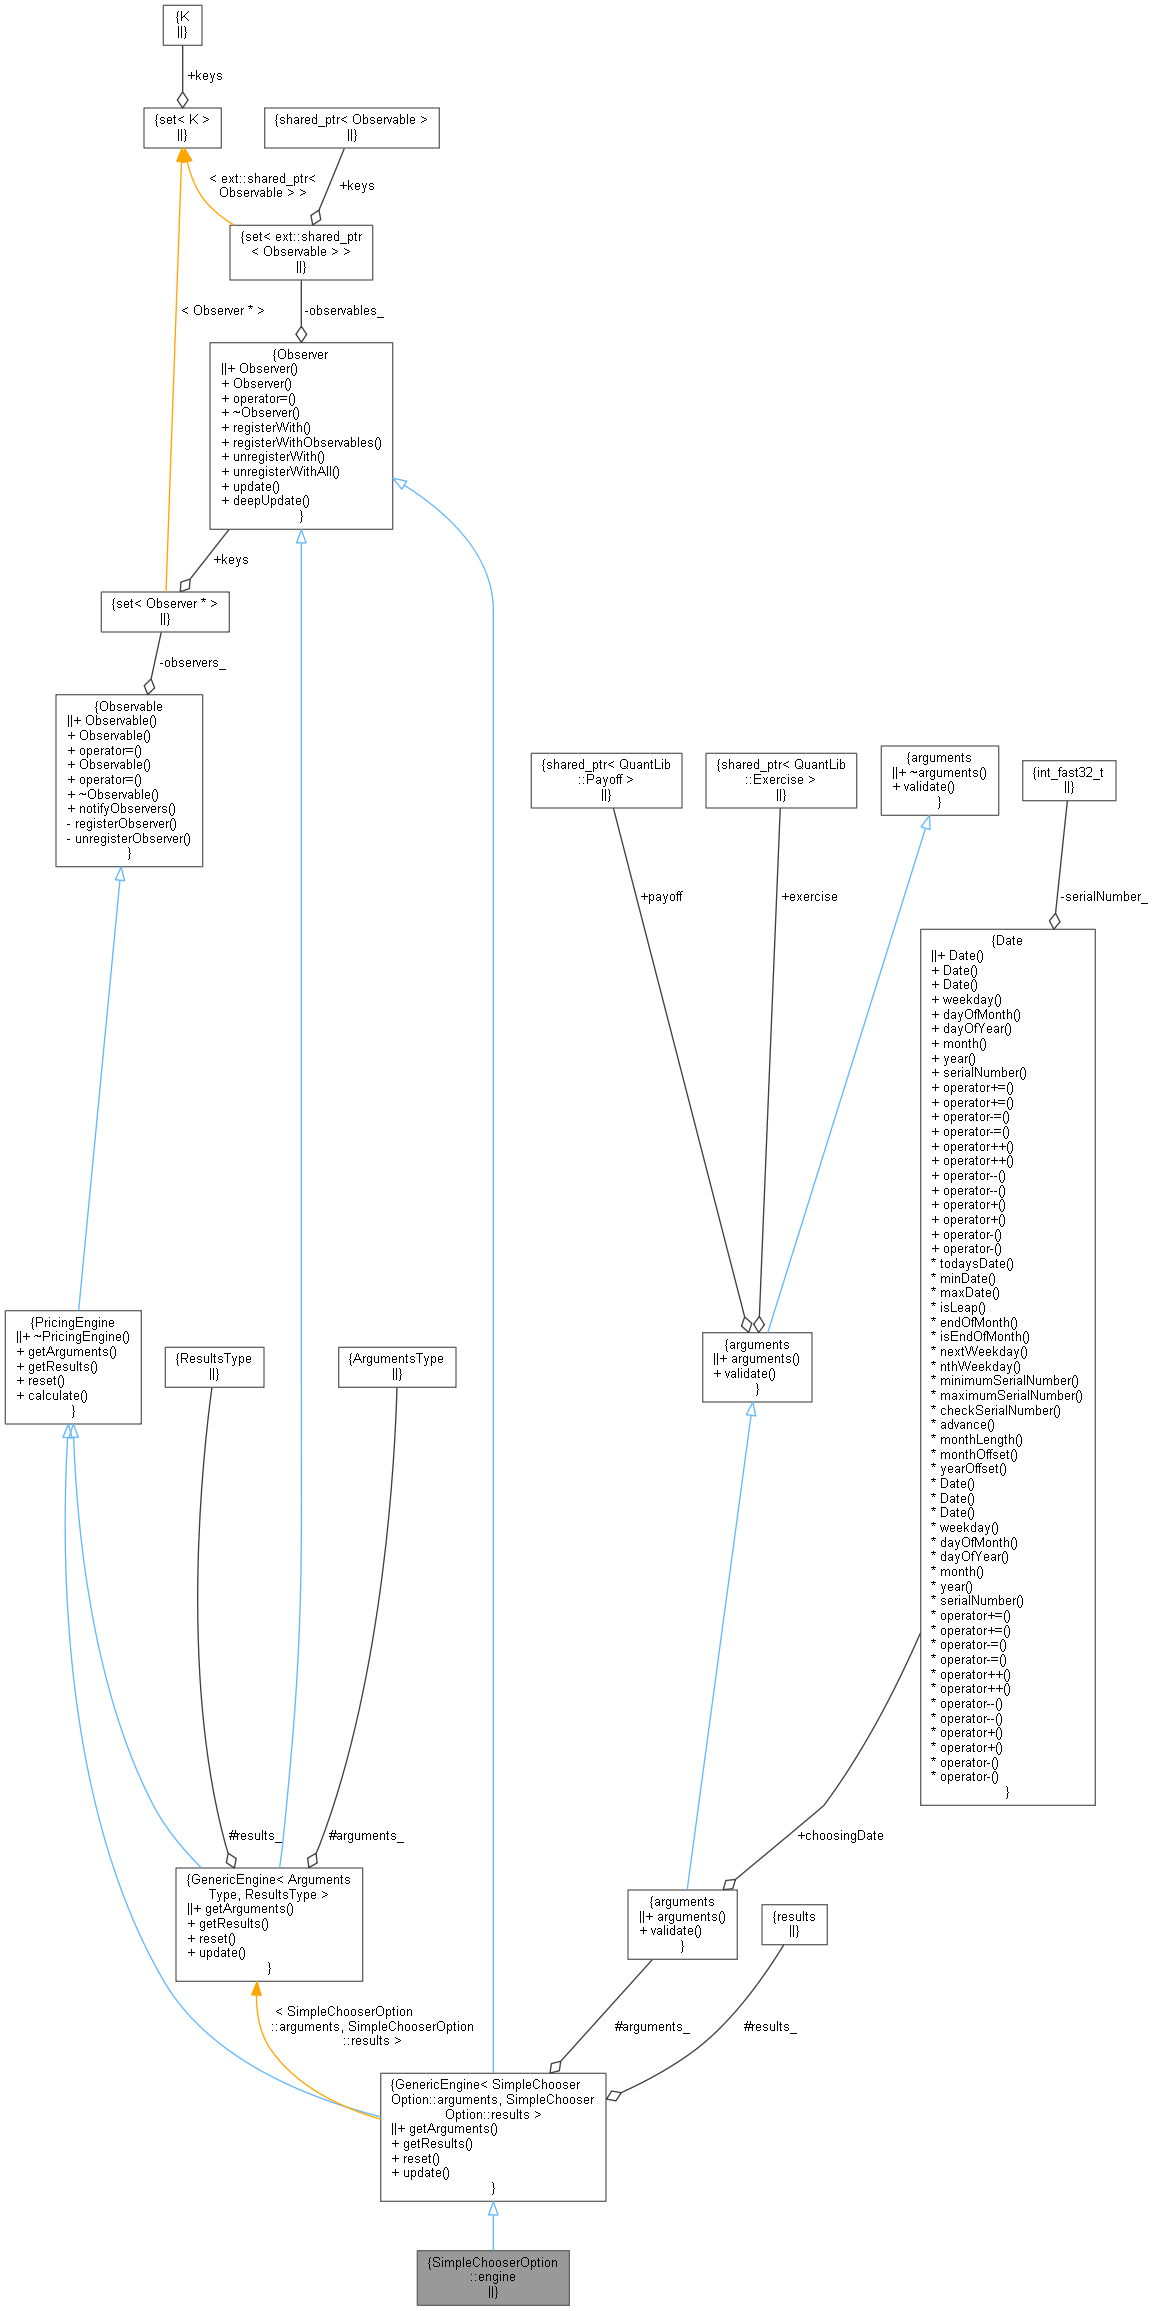 {K
||}
+keys
{set< K >
||}
{shared_ptr< Observable >
||}
< ext::shared_ptr<
Observable > >
+keys
{set< ext::shared_ptr
< Observable > >
||}
< Observer * >
-observables_
{Observer
||+ Observer()
+ Observer()
+ operator=()
+ ~Observer()
+ registerWith()
+ registerWithObservables()
+ unregisterWith()
+ unregisterWithAll()
+ update()
+ deepUpdate()
}
+keys
{set< Observer * >
||}
-observers_
{Observable
||+ Observable()
+ Observable()
+ operator=()
+ Observable()
+ operator=()
+ ~Observable()
+ notifyObservers()
- registerObserver()
- unregisterObserver()
}
{shared_ptr< QuantLib
::Payoff >
||}
{shared_ptr< QuantLib
::Exercise >
||}
{arguments
||+ ~arguments()
+ validate()
}
{int_fast32_t
||}
+payoff
+exercise
-serialNumber_
{Date
||+ Date()
+ Date()
+ Date()
+ weekday()
+ dayOfMonth()
+ dayOfYear()
+ month()
+ year()
+ serialNumber()
+ operator+=()
+ operator+=()
+ operator-=()
+ operator-=()
+ operator++()
+ operator++()
+ operator--()
+ operator--()
+ operator+()
+ operator+()
+ operator-()
+ operator-()
* todaysDate()
* minDate()
* maxDate()
* isLeap()
* endOfMonth()
* isEndOfMonth()
* nextWeekday()
* nthWeekday()
* minimumSerialNumber()
* maximumSerialNumber()
* checkSerialNumber()
* advance()
* monthLength()
* monthOffset()
* yearOffset()
* Date()
* Date()
* Date()
* weekday()
* dayOfMonth()
* dayOfYear()
* month()
* year()
* serialNumber()
* operator+=()
* operator+=()
* operator-=()
* operator-=()
* operator++()
* operator++()
* operator--()
* operator--()
* operator+()
* operator+()
* operator-()
* operator-()
}
{PricingEngine
||+ ~PricingEngine()
+ getArguments()
+ getResults()
+ reset()
+ calculate()
}
{ResultsType
||}
{ArgumentsType
||}
{arguments
||+ arguments()
+ validate()
}
#results_
#arguments_
+choosingDate
{GenericEngine< Arguments
Type, ResultsType >
||+ getArguments()
+ getResults()
+ reset()
+ update()
}
{arguments
||+ arguments()
+ validate()
}
{results
||}
< SimpleChooserOption
::arguments, SimpleChooserOption
::results >
#arguments_
#results_
{GenericEngine< SimpleChooser
Option::arguments, SimpleChooser
Option::results >
||+ getArguments()
+ getResults()
+ reset()
+ update()
}
{SimpleChooserOption
::engine
||}